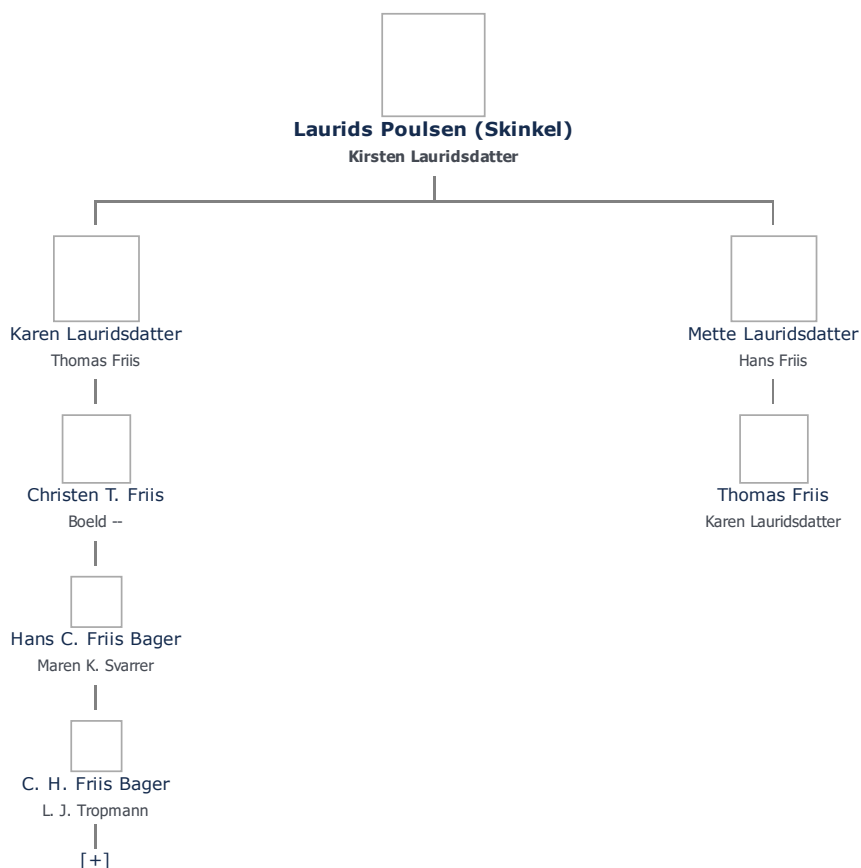 Laurids Poulsen (Skinkel)
Kirsten Lauridsdatter
Karen Lauridsdatter
Thomas Friis
Mette Lauridsdatter
Hans Friis
Christen T. Friis
Boeld --
Thomas Friis
Karen Lauridsdatter
Hans C. Friis Bager
Maren K. Svarrer
C. H. Friis Bager
L. J. Tropmann
[+]